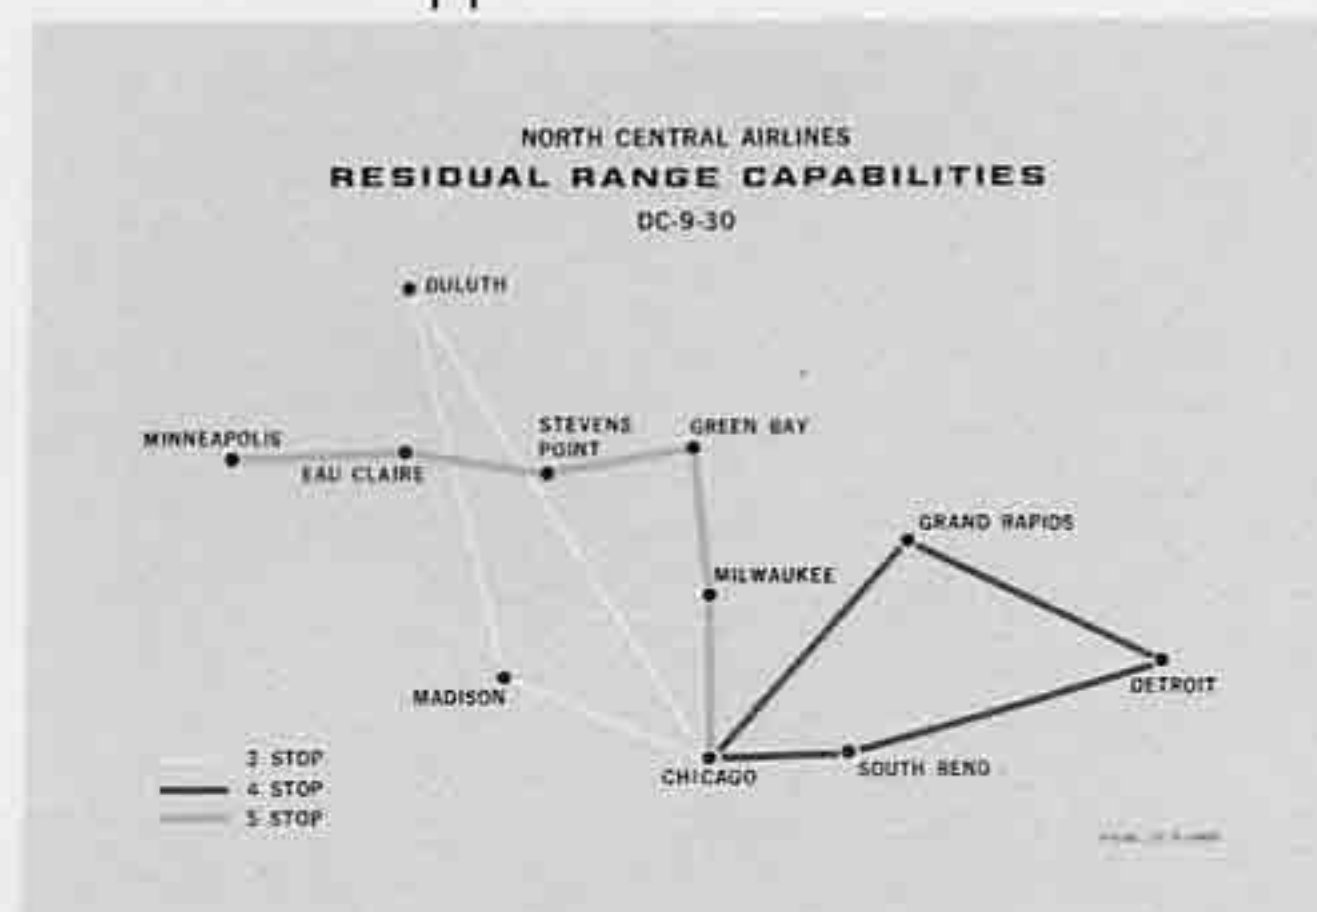 NORTH CENTRAL AIRLINES
RESIDUAL RANGE CAPABILITIES
DC-9-30
DULUTH
STEVENS
POINT
GREEN BAY
MINNEAPOLIS
EAU CLAIRE
GRAND RAPIDS
MILWAUKEE
DETROIT
MADISON
CHICAGO
SOUTH BEND
3 STOP
4 STOP
5 STOP